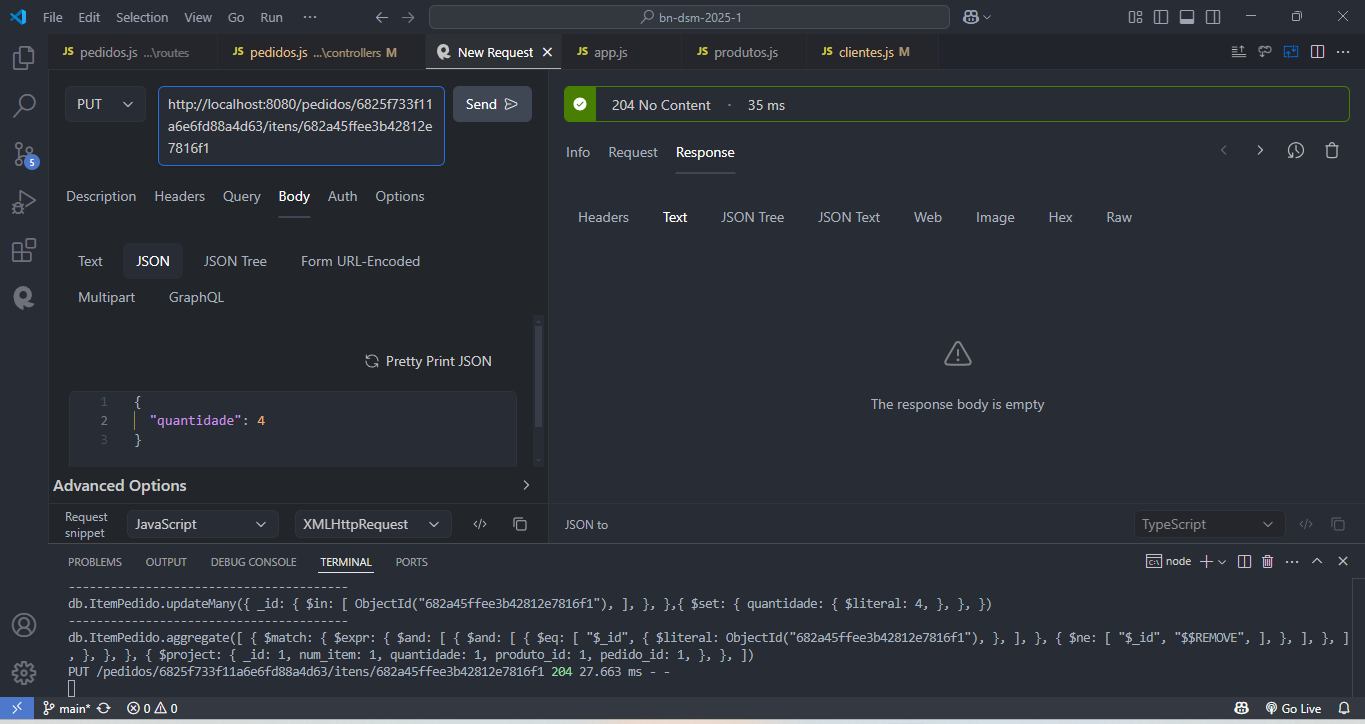 File Edit Selection View Go Run ··· bn-dsm-2025-1
JS pedidos.js ...\routes JS pedidos.js ...\controllers M New Request JS app.js JS produtos.js JS clientes.js M
PUT
http://localhost:8080/pedidos/6825f733f11
a6e6fd88a4d63/itens/682a45ffee3b42812e
7816f1
Send
204 No Content · 35 ms
Info Request Response
Description Headers Query Body Auth Options
Headers Text JSON Tree JSON Text Web Image Hex Raw
Text JSON JSON Tree Form URL-Encoded
Multipart GraphQL
Pretty Print JSON
1 {
2 "quantidade": 4
3 }
The response body is empty
Advanced Options
Request
snippet
JavaScript XMLHttpRequest
JSON to TypeScript
5
PROBLEMS OUTPUT DEBUG CONSOLE TERMINAL PORTS node
----------------------------------------
db.ItemPedido.updateMany({ _id: { $in: [ ObjectId("682a45ffee3b42812e7816f1"), ], }, },{ $set: { quantidade: { $literal: 4, }, }, })
----------------------------------------
db.ItemPedido.aggregate([ { $match: { $expr: { $and: [ { $and: [ { $eq: [ "$_id", { $literal: ObjectId("682a45ffee3b42812e7816f1"), }, ], }, { $ne: [ "$_id", "$$REMOVE", ], }, ], }, ]
, }, }, }, { $project: { _id: 1, num_item: 1, quantidade: 1, produto_id: 1, pedido_id: 1, }, }, ])
PUT /pedidos/6825f733f11a6e6fd88a4d63/itens/682a45ffee3b42812e7816f1 204 27.663 ms - -
main* 0 0 Go Live